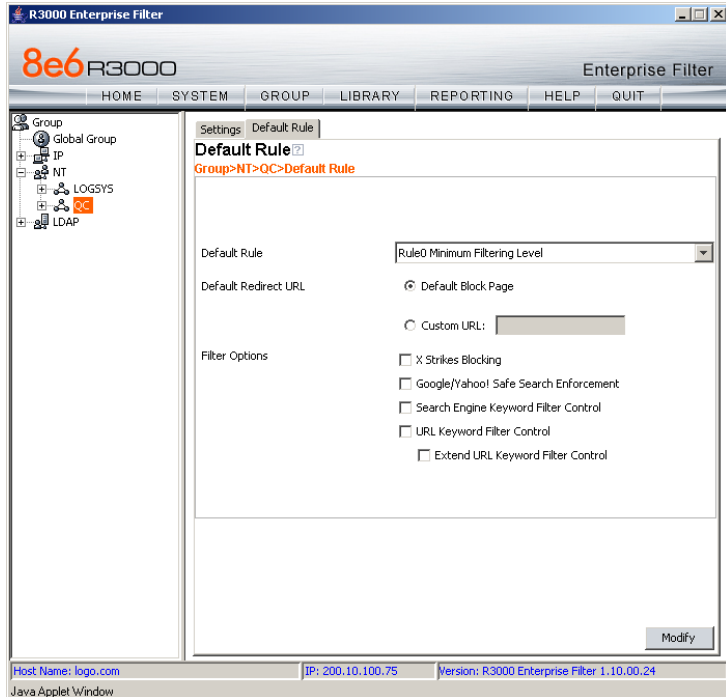 R3000 Enterprise Filter
8e6 R3000
Enterprise Filter
HOME SYSTEM GROUP LIBRARY REPORTING HELP QUIT
Group
Global Group
IP
NT
LOGSYS
QC
LDAP
Settings Default Rule
Default Rule ?
Group>NT>QC>Default Rule
Default Rule Rule0 Minimum Filtering Level
Default Redirect URL Default Block Page
Custom URL:
Filter Options X Strikes Blocking
Google/Yahoo! Safe Search Enforcement
Search Engine Keyword Filter Control
URL Keyword Filter Control
Extend URL Keyword Filter Control
Modify
Host Name: logo.com IP: 200.10.100.75 Version: R3000 Enterprise Filter 1.10.00.24
Java Applet Window